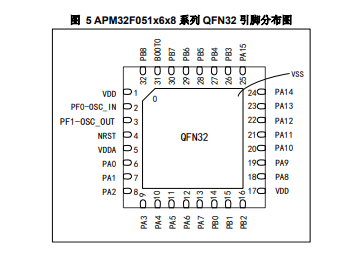 图 5 APM32F051x6x8 系列 QFN32 引脚分布图
PB8 BOOT0 PB7 PB6 PB5 PB4 PB3 PA15
32 31 30 29 28 27 26 25
VSS
VDD 1 0 24 PA14
PF0-OSC_IN 2 23 PA13
PF1-OSC_OUT 3 22 PA12
NRST 4 QFN32 21 PA11
VDDA 5 20 PA10
PA0 6 19 PA9
PA1 7 18 PA8
PA2 8 17 VDD
9 10 11 12 13 14 15 16
PA3 PA4 PA5 PA6 PA7 PB0 PB1 PB2